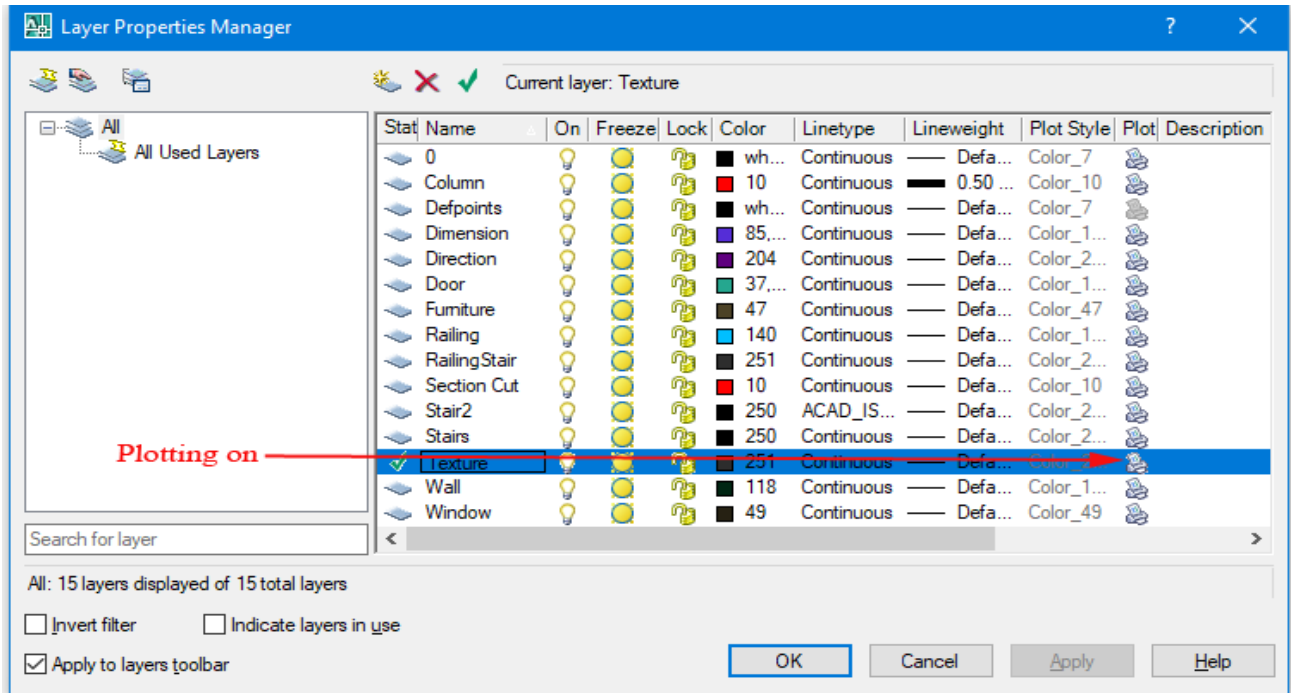 Layer Properties Manager ?
Current layer: Texture
All
All Used Layers
Stat Name On Freeze Lock Color Linetype Lineweight Plot Style Plot Description
0 wh... Continuous Defa... Color_7
Column 10 Continuous 0.50 ... Color_10
Defpoints wh... Continuous Defa... Color_7
Dimension 85,... Continuous Defa... Color_1...
Direction 204 Continuous Defa... Color_2...
Door 37,... Continuous Defa... Color_1...
Furniture 47 Continuous Defa... Color_47
Railing 140 Continuous Defa... Color_1...
RailingStair 251 Continuous Defa... Color_2...
Section Cut 10 Continuous Defa... Color_10
Stair2 250 ACAD_IS... Defa... Color_2...
Stairs 250 Continuous Defa... Color_2...
Plotting on
Texture 251 Continuous Defa... Color_2...
Wall 118 Continuous Defa... Color_1...
Window 49 Continuous Defa... Color_49
Search for layer
All: 15 layers displayed of 15 total layers
Invert filter Indicate layers in use
Apply to layers toolbar
OK Cancel Apply Help